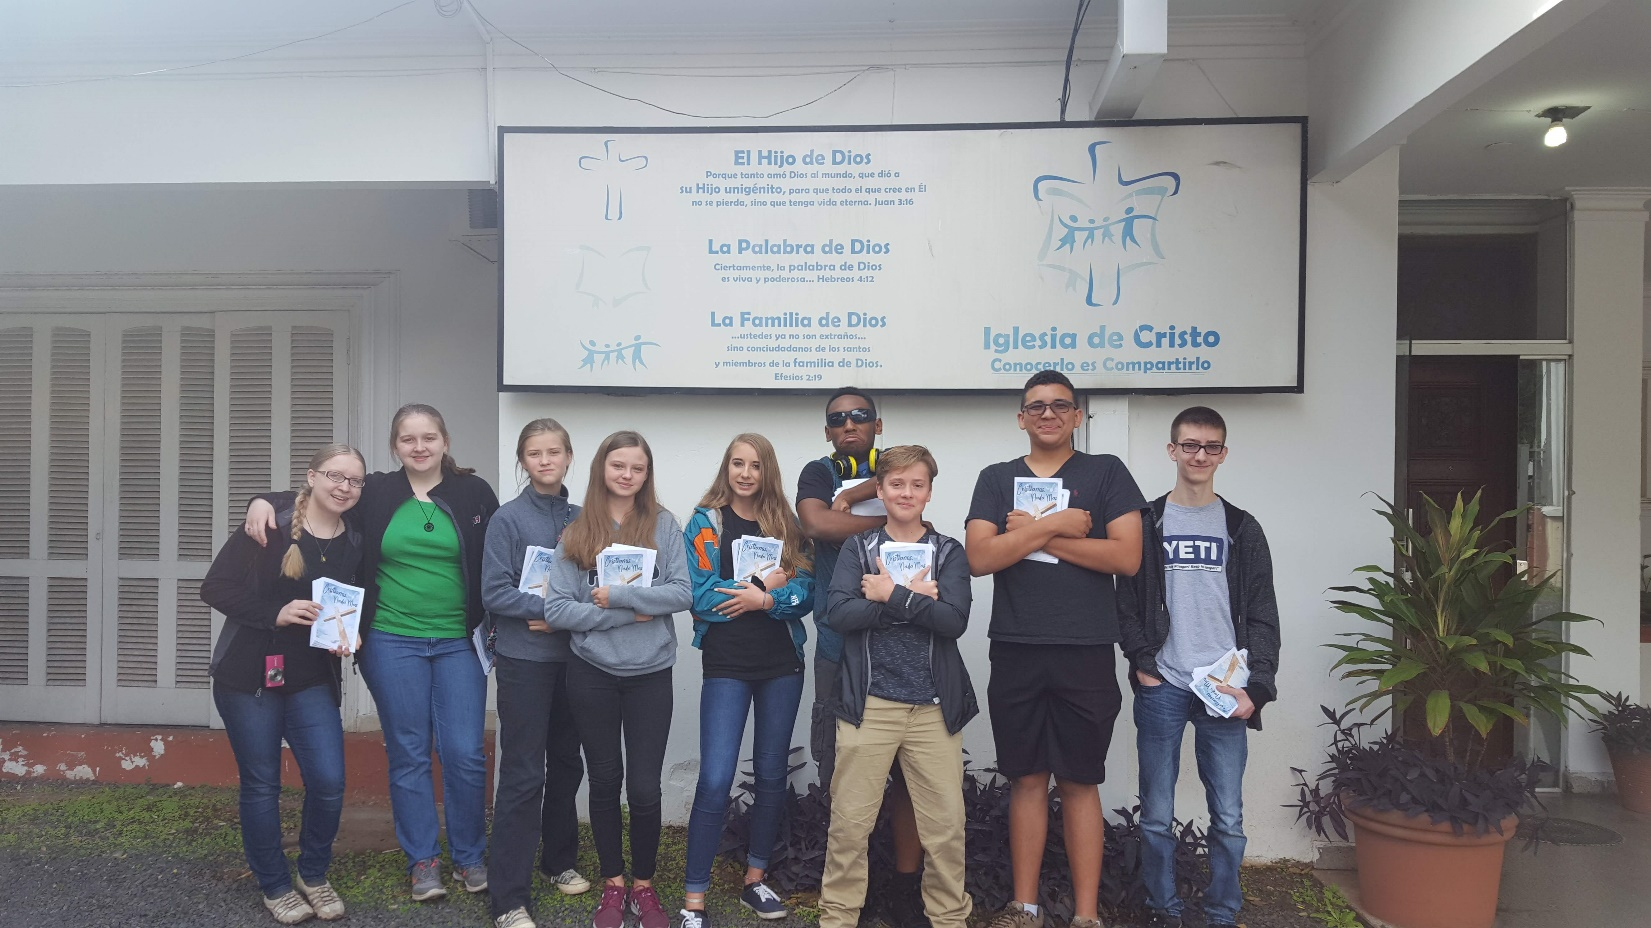 El Hijo de Dios
Porque tanto amó Dios al mundo, que dió a
su Hijo unigénito, para que todo el que cree en Él
no se pierda, sino que tenga vida eterna. Juan 3:16
La Palabra de Dios
Ciertamente, la palabra de Dios
es viva y poderosa... Hebreos 4:12
La Familia de Dios
...ustedes ya no son extraños...
sino conciudadanos de los santos
y miembros de la familia de Dios.
Efesios 2:19
Iglesia de Cristo
Conocerlo es Compartirlo
Cristianos...
Nada Mas
YETI